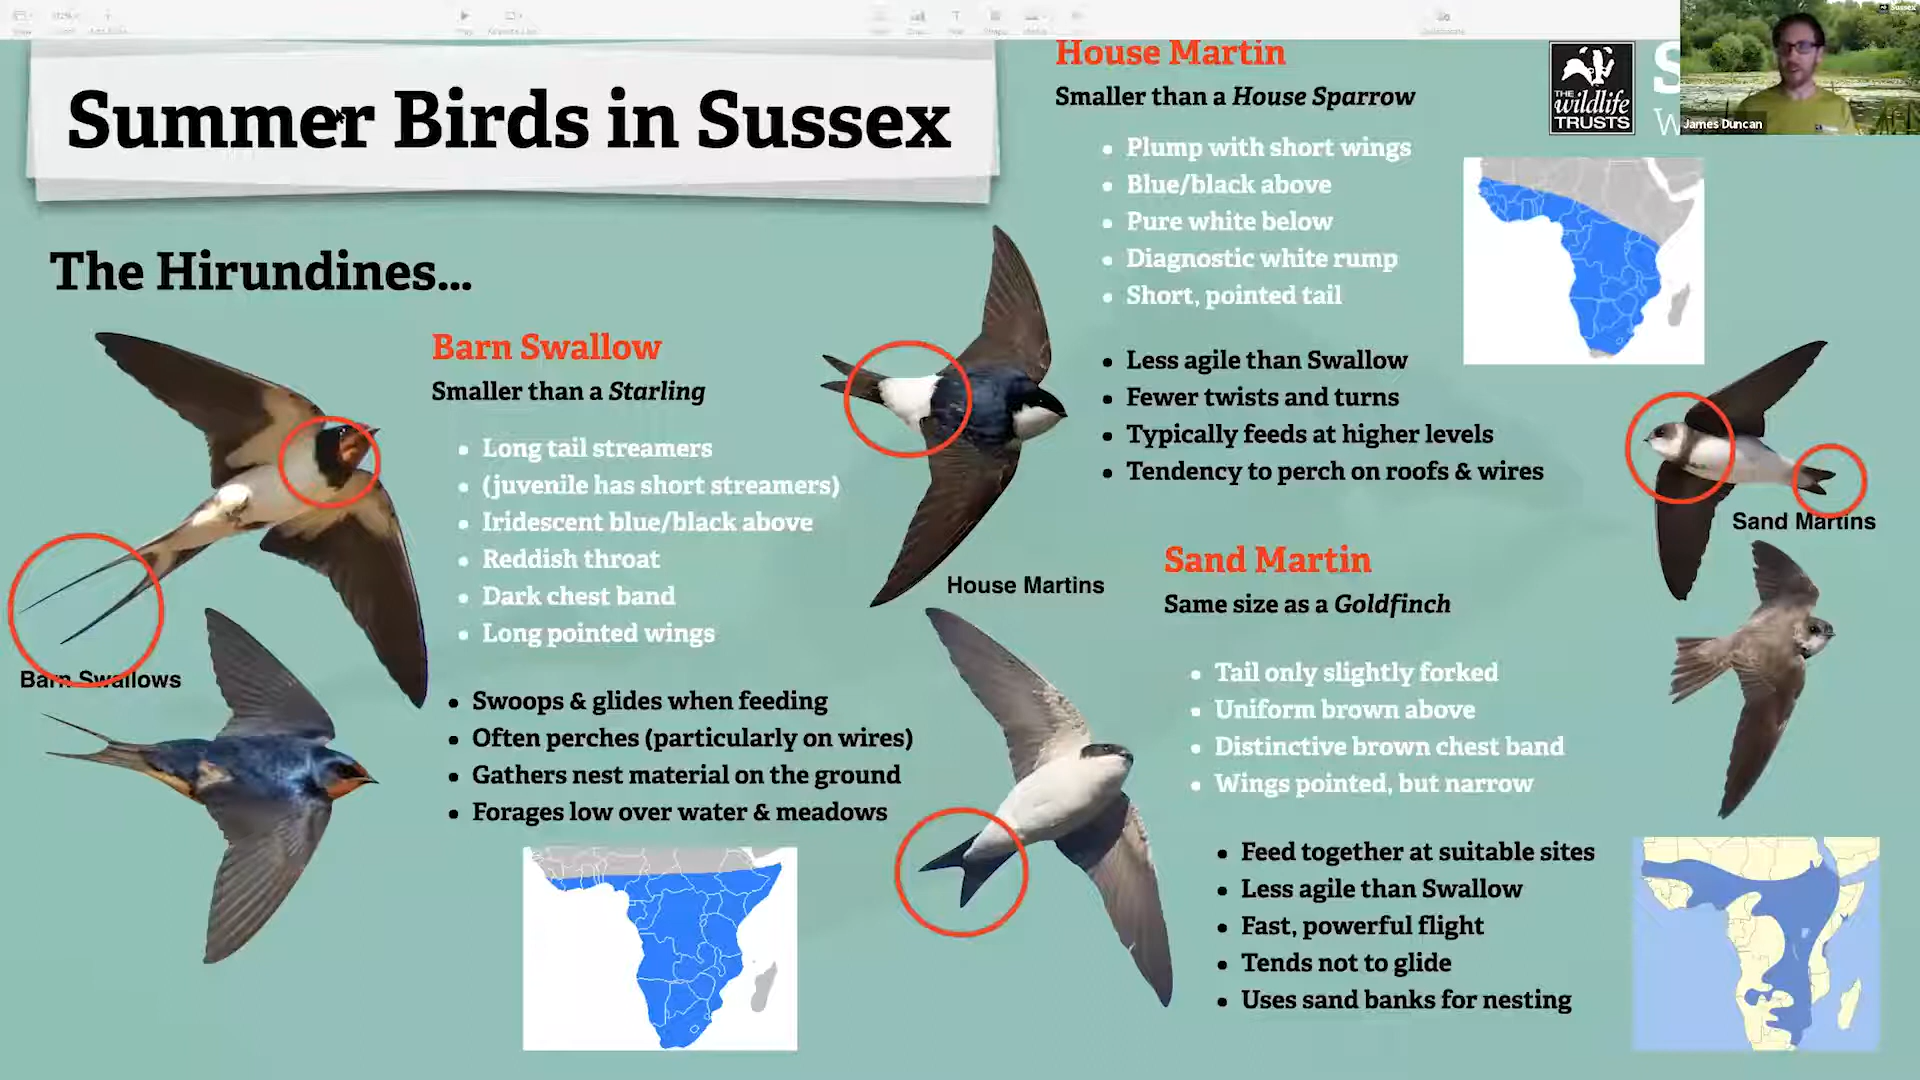 Summer Birds in Sussex
The Hirundines...
Barn Swallow
Smaller than a Starling
Long tail streamers
(juvenile has short streamers)
Iridescent blue/black above
Reddish throat
Dark chest band
Long pointed wings
Swoops & glides when feeding
Often perches (particularly on wires)
Gathers nest material on the ground
Forages low over water & meadows
Barn Swallows
House Martin
Smaller than a House Sparrow
Plump with short wings
Blue/black above
Pure white below
Diagnostic white rump
Short, pointed tail
Less agile than Swallow
Fewer twists and turns
Typically feeds at higher levels
Tendency to perch on roofs & wires
House Martins
Sand Martin
Same size as a Goldfinch
Tail only slightly forked
Uniform brown above
Distinctive brown chest band
Wings pointed, but narrow
Feed together at suitable sites
Less agile than Swallow
Fast, powerful flight
Tends not to glide
Uses sand banks for nesting
Sand Martins
THE
wildlife
TRUSTS
S
W
Sussex
James Duncan